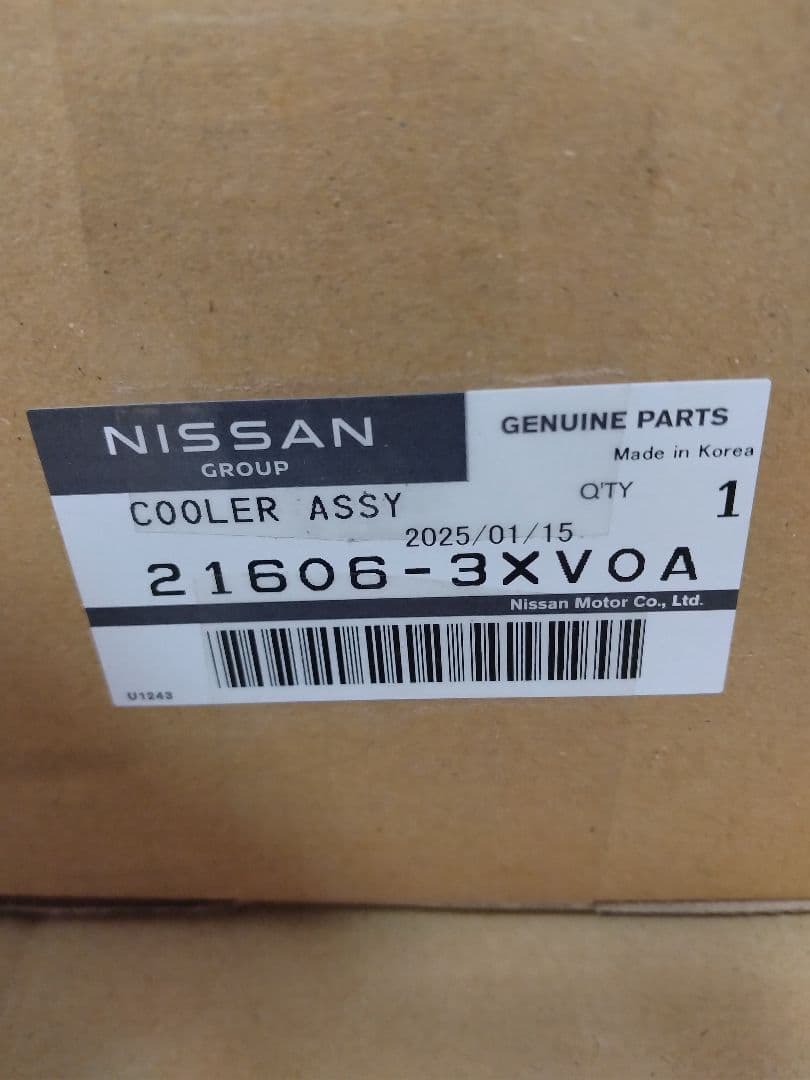 NISSAN
GROUP
GENUINE PARTS
Made in Korea
COOLER ASSY
Q'TY 1
2025/01/15
21606-3XV0A
Nissan Motor Co., Ltd.
U1243